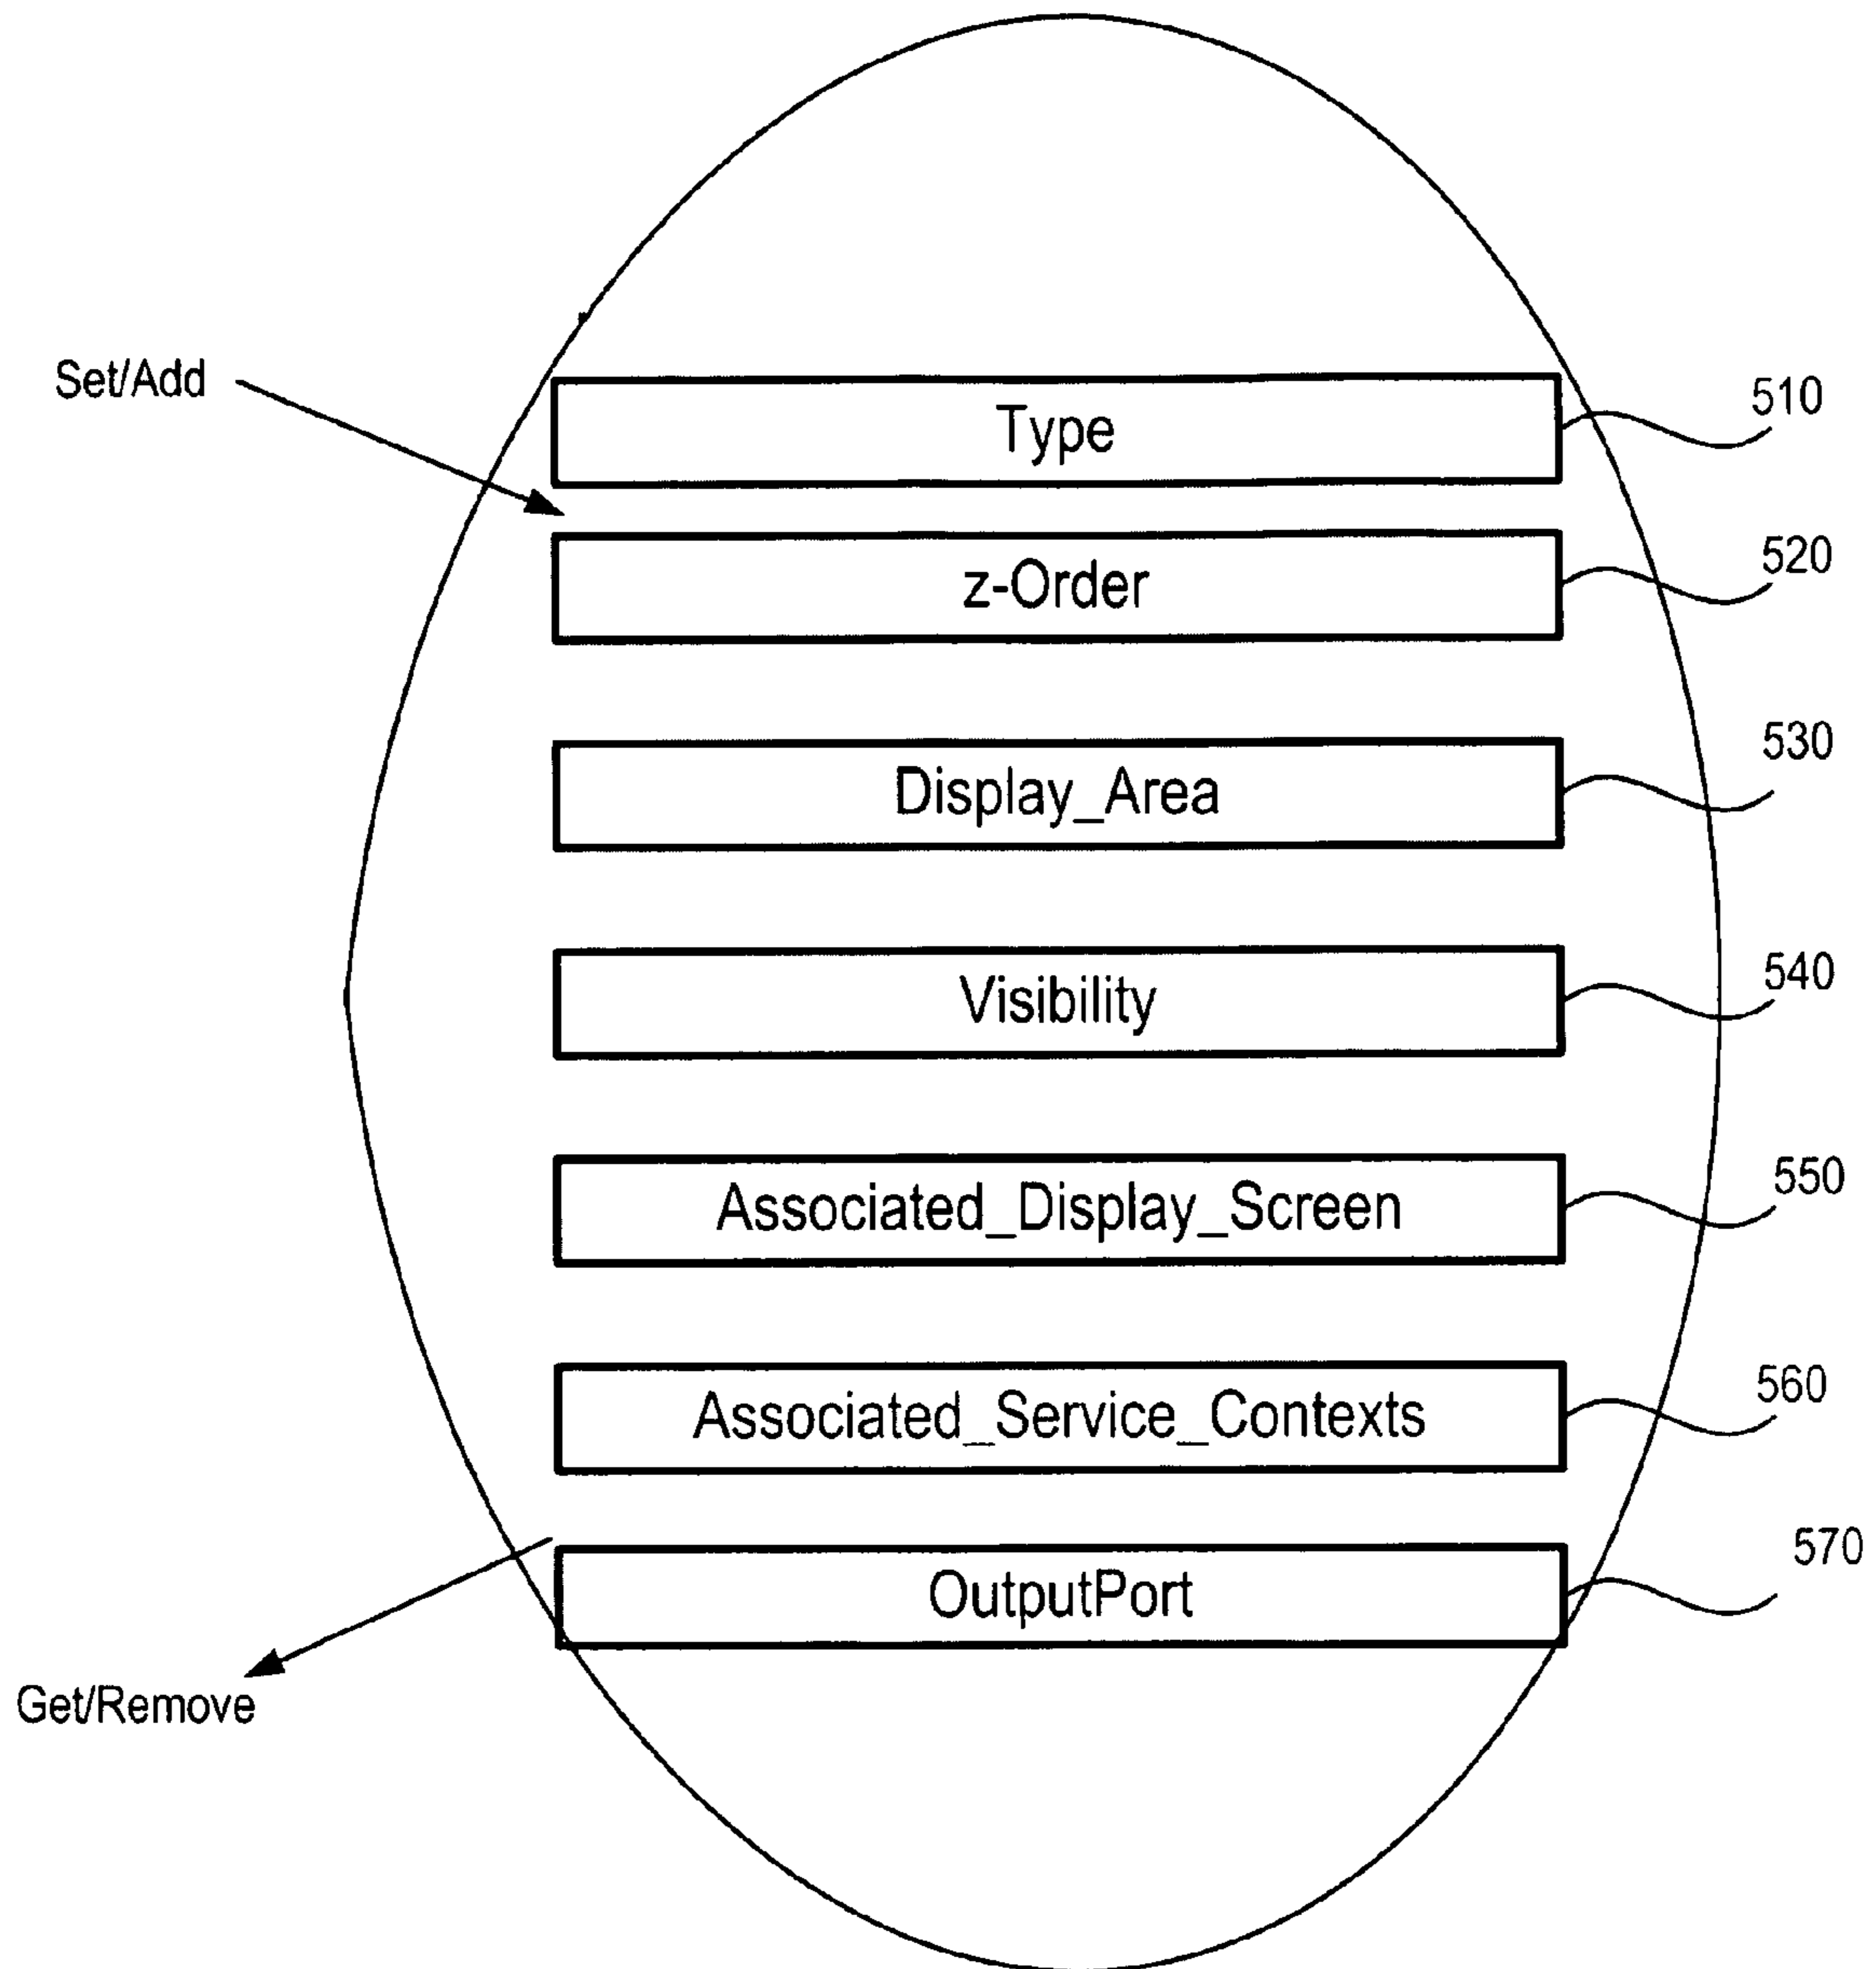 Set/Add
Type
510
z-Order
520
Display_Area
530
Visibility
540
Associated_Display_Screen
550
Associated_Service_Contexts
560
OutputPort
570
Get/Remove